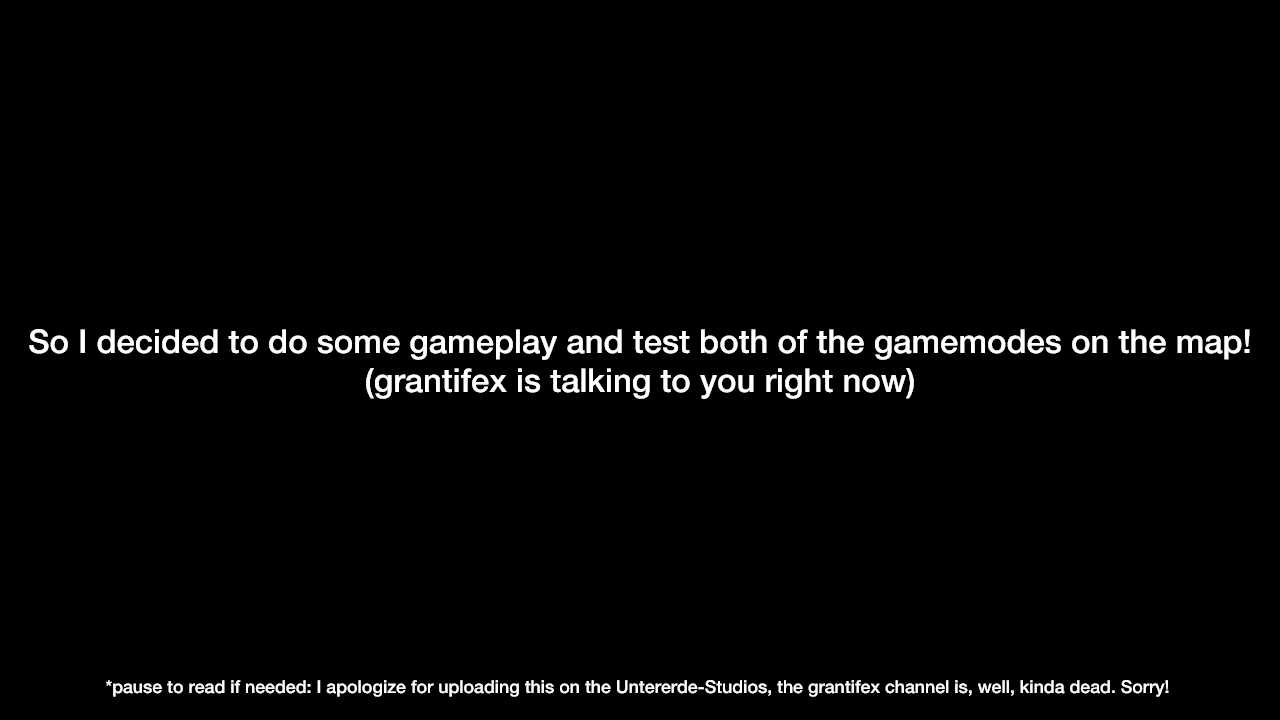 So I decided to do some gameplay and test both of the gamemodes on the map!
(grantifex is talking to you right now)
*pause to read if needed: I apologize for uploading this on the Untererde-Studios, the grantifex channel is, well, kinda dead. Sorry!